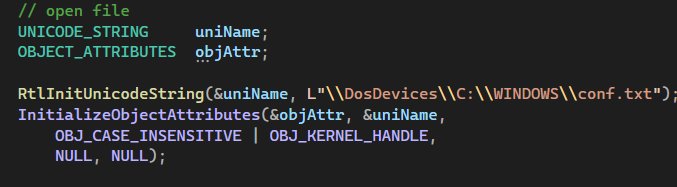 // open file
UNICODE_STRING     uniName;
OBJECT_ATTRIBUTES  objAttr;
RtlInitUnicodeString(&uniName, L"\\DosDevices\\C:\\WINDOWS\\conf.txt");
InitializeObjectAttributes(&objAttr, &uniName,
    OBJ_CASE_INSENSITIVE | OBJ_KERNEL_HANDLE,
    NULL, NULL);